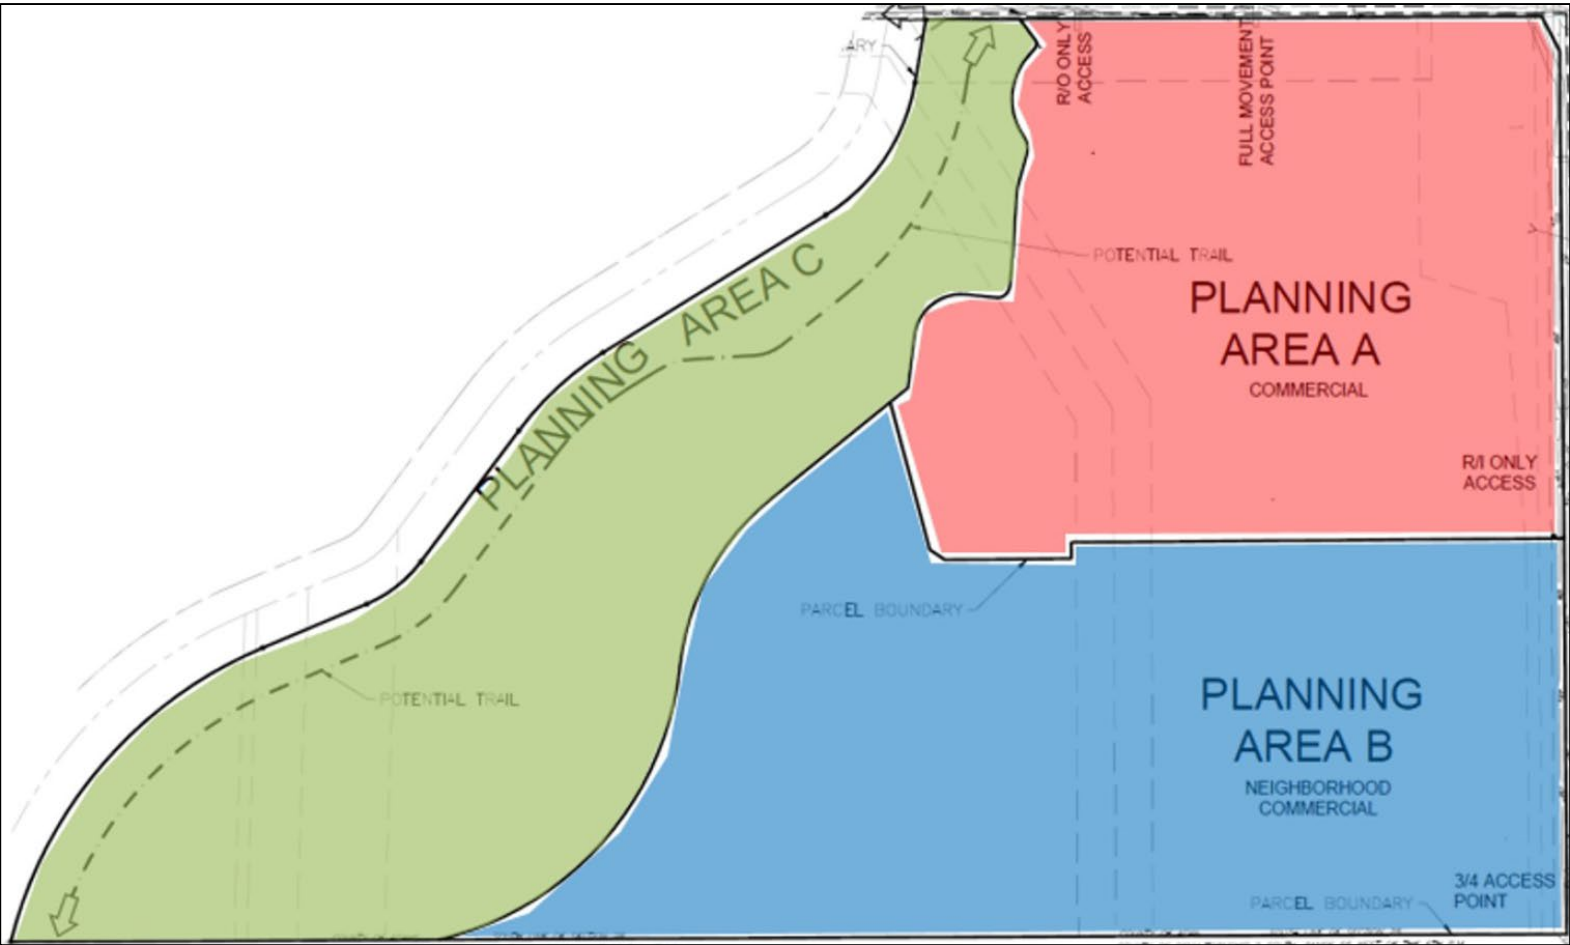 ARY
R/O ONLY
ACCESS
FULL MOVEMENT
ACCESS POINT
POTENTIAL TRAIL
PLANNING AREA C
PLANNING
AREA A
COMMERCIAL
R/I ONLY
ACCESS
PARCEL BOUNDARY
POTENTIAL TRAIL
PLANNING
AREA B
NEIGHBORHOOD
COMMERCIAL
3/4 ACCESS
POINT
PARCEL BOUNDARY